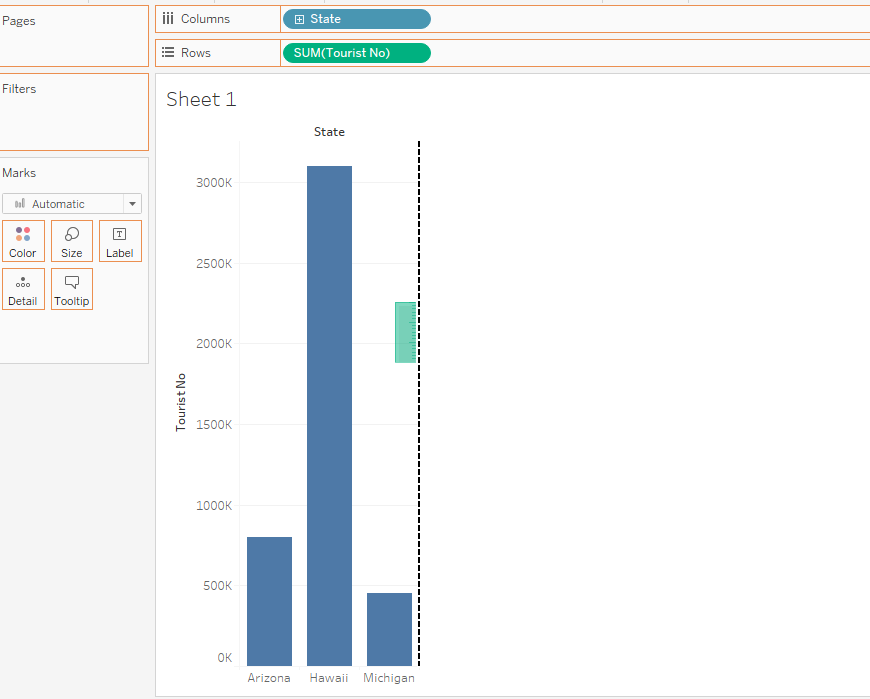 Pages
Columns
State
Rows
SUM(Tourist No)
Filters
Marks
Automatic
Color
Size
Label
Detail
Tooltip
Sheet 1
State
3000K
2500K
2000K
1500K
1000K
500K
0K
Tourist No
Arizona Hawaii Michigan